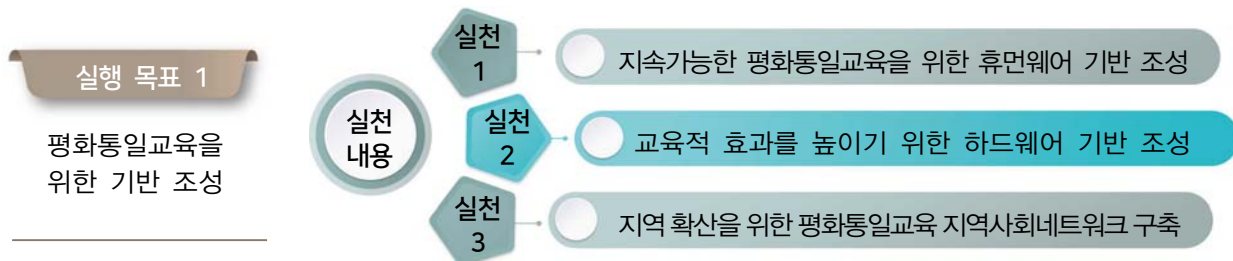 실행 목표 1
평화통일교육을
위한 기반 조성
실천
내용
실천
1
지속가능한 평화통일교육을 위한 휴먼웨어 기반 조성
실천
2
교육적 효과를 높이기 위한 하드웨어 기반 조성
실천
3
지역 확산을 위한 평화통일교육 지역사회네트워크 구축